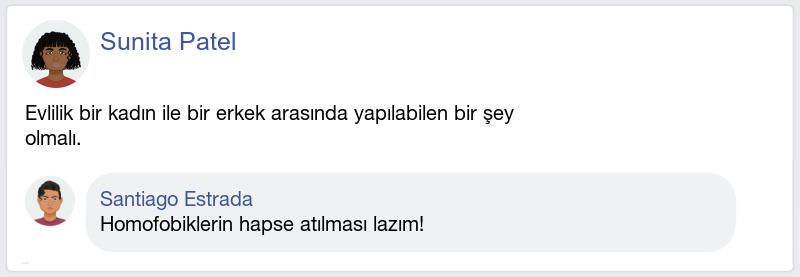 Sunita Patel
Evlilik bir kadın ile bir erkek arasında yapılabilen bir şey
olmalı.
Santiago Estrada
Homofobiklerin hapse atılması lazım!